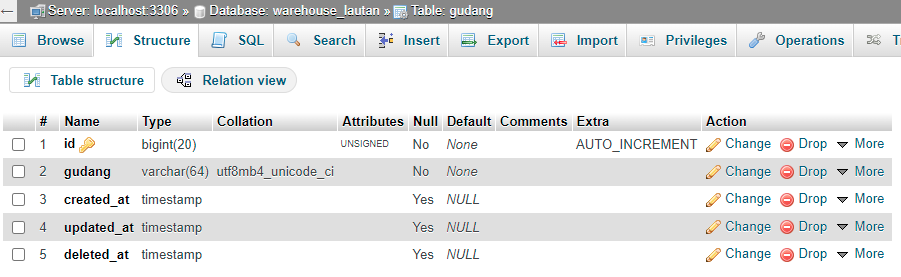 Server: localhost:3306 » Database: warehouse_lautan » Table: gudang
Browse Structure SQL Search Insert Export Import Privileges Operations
Table structure Relation view
# Name Type Collation Attributes Null Default Comments Extra Action
1 id bigint(20) UNSIGNED No None AUTO_INCREMENT Change Drop More
2 gudang varchar(64) utf8mb4_unicode_ci No None Change Drop More
3 created_at timestamp Yes NULL Change Drop More
4 updated_at timestamp Yes NULL Change Drop More
5 deleted_at timestamp Yes NULL Change Drop More